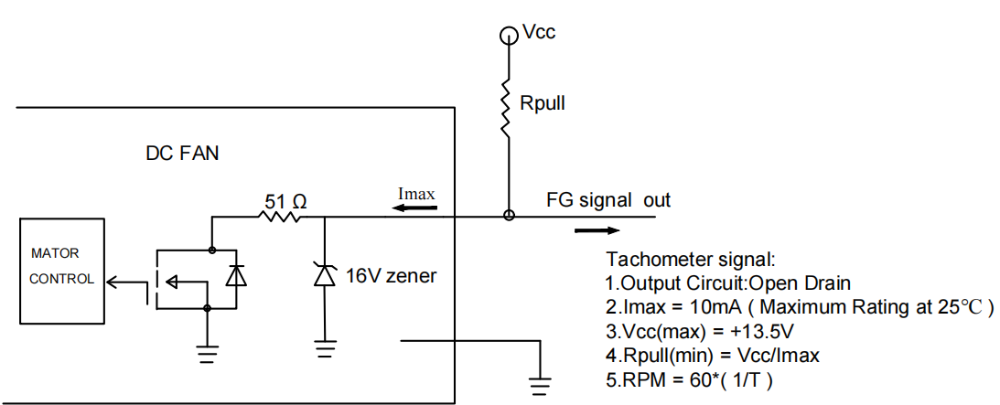 Vcc
Rpull
DC FAN
51 Ω
Imax
FG signal out
MATOR
CONTROL
16V zener
Tachometer signal:
1.Output Circuit:Open Drain
2.Imax = 10mA ( Maximum Rating at 25℃ )
3.Vcc(max) = +13.5V
4.Rpull(min) = Vcc/Imax
5.RPM = 60*( 1/T )